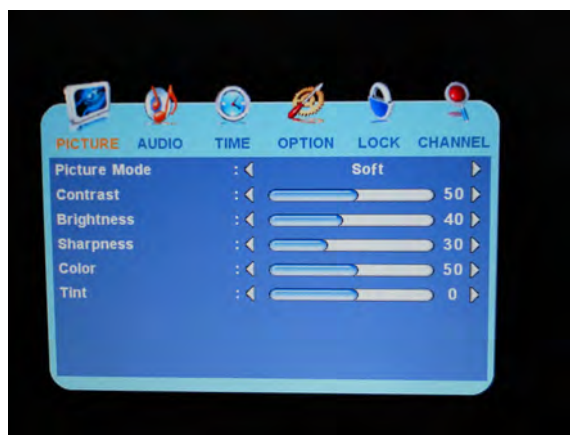 PICTURE AUDIO TIME OPTION LOCK CHANNEL
Picture Mode : Soft
Contrast : 50
Brightness : 40
Sharpness : 30
Color : 50
Tint : 0